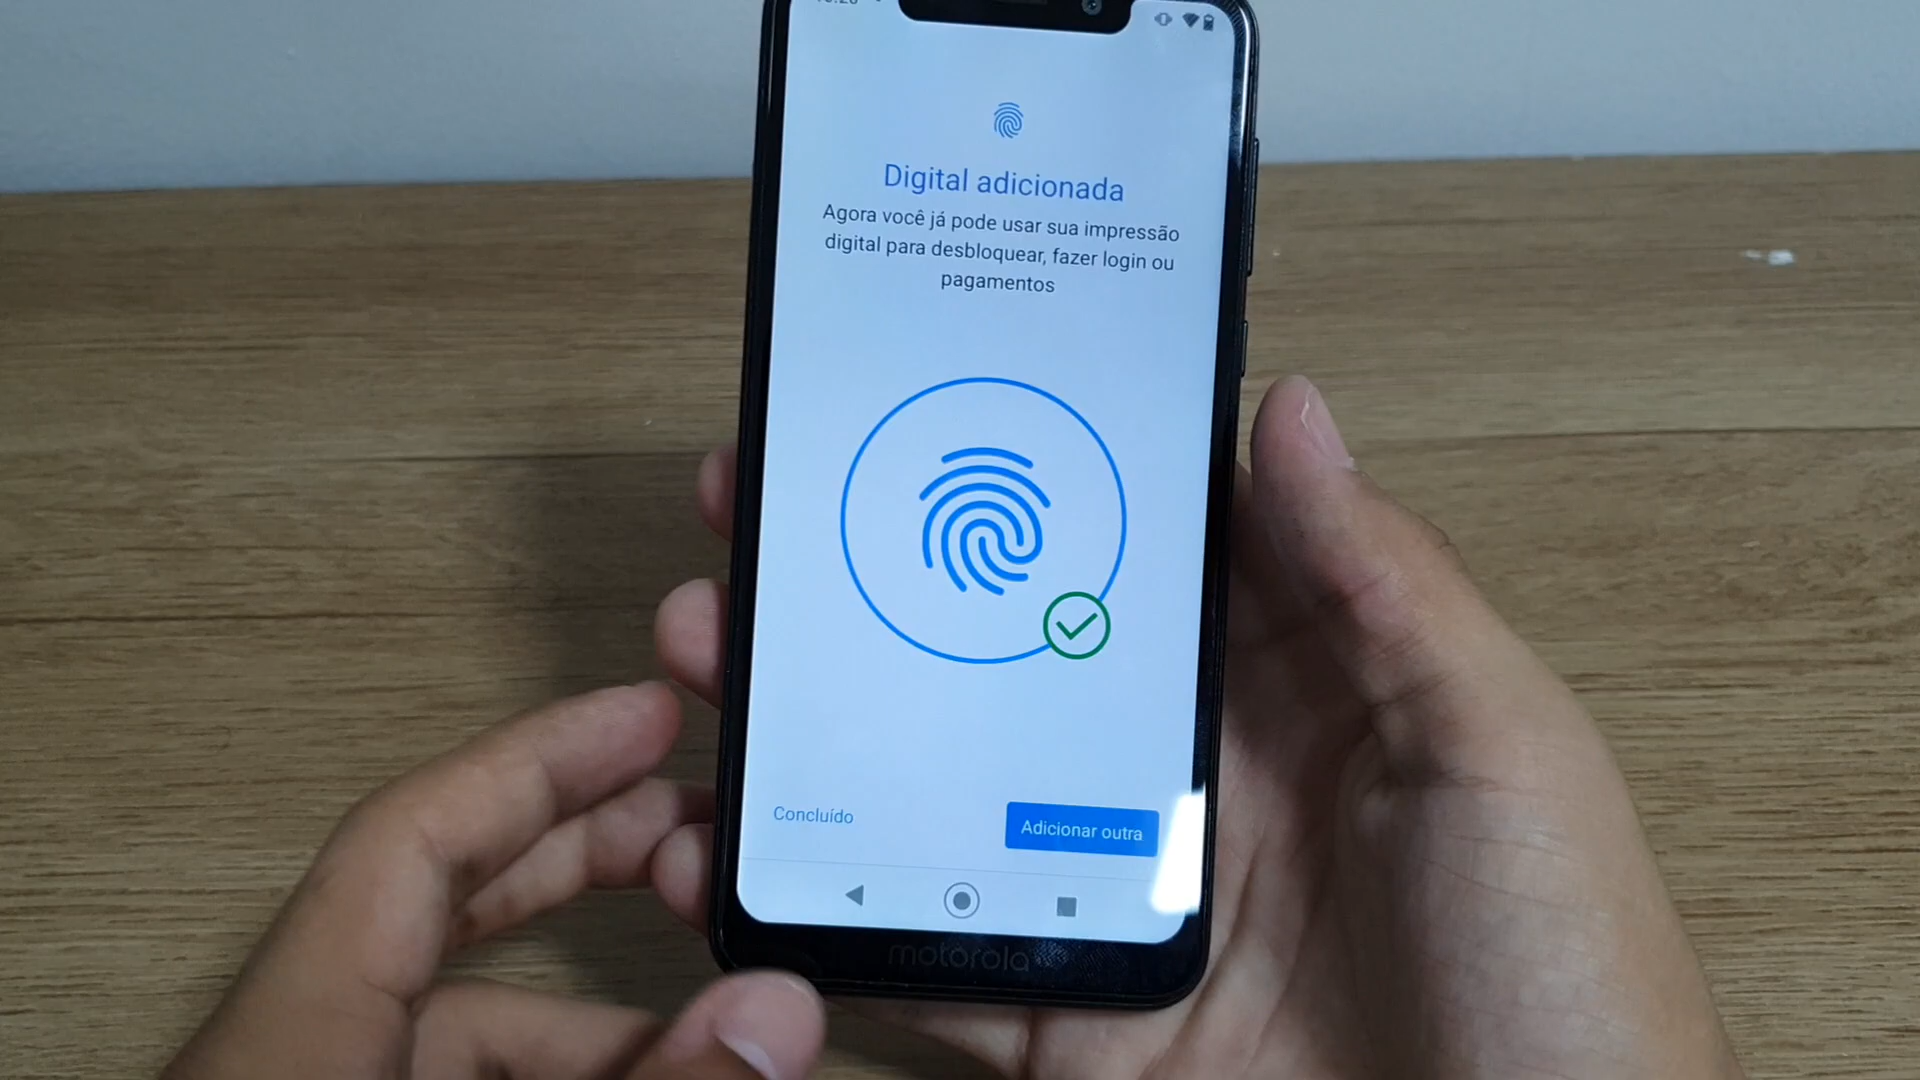 Digital adicionada
Agora você já pode usar sua impressão
digital para desbloquear, fazer login ou
pagamentos
Concluído
Adicionar outra
motorola